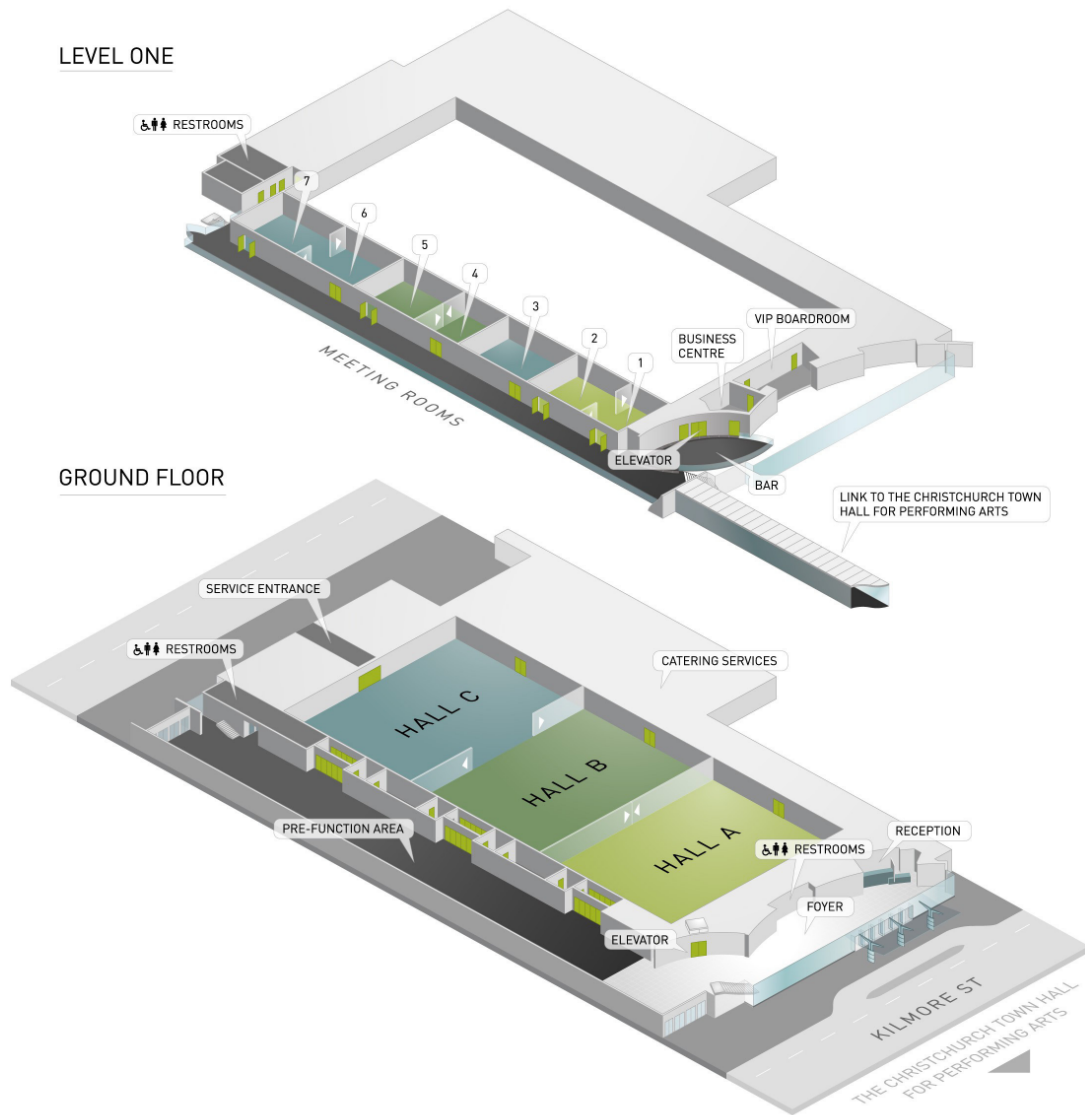 LEVEL ONE
RESTROOMS
7
6
5
4
3
2
1
BUSINESS
CENTRE
VIP BOARDROOM
MEETING ROOMS
ELEVATOR
BAR
LINK TO THE CHRISTCHURCH TOWN
HALL FOR PERFORMING ARTS
GROUND FLOOR
SERVICE ENTRANCE
RESTROOMS
CATERING SERVICES
HALL C
HALL B
HALL A
PRE-FUNCTION AREA
RECEPTION
RESTROOMS
FOYER
ELEVATOR
KILMORE ST
THE CHRISTCHURCH TOWN HALL
FOR PERFORMING ARTS